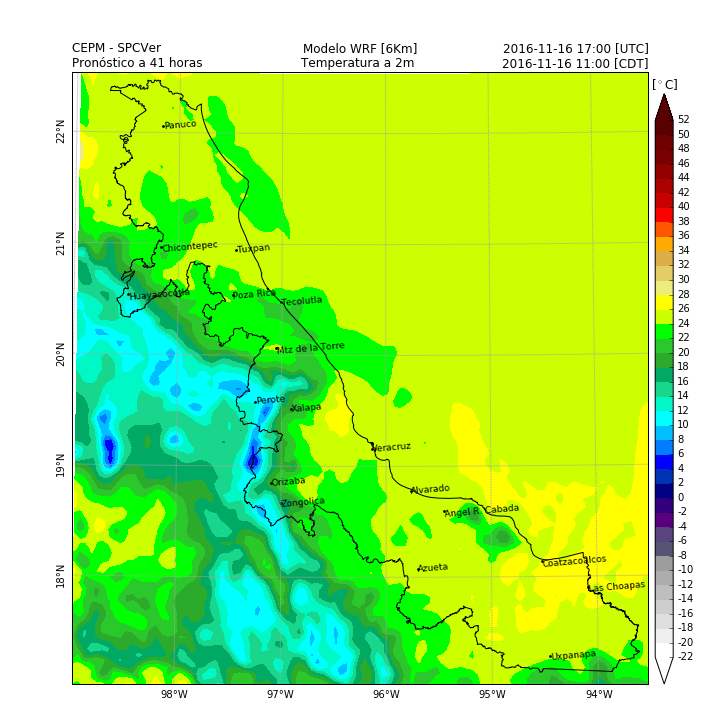 CEPM - SPCVer Modelo WRF [6Km] 2016-11-16 17:00 [UTC]
Pronóstico a 41 horas Temperatura a 2m 2016-11-16 11:00 [CDT]
[°C]
52
50
48
46
44
42
40
38
36
34
32
30
28
26
24
22
20
18
16
14
12
10
8
6
4
2
0
-2
-4
-6
-8
-10
-12
-14
-16
-18
-20
-22
22°N
21°N
20°N
19°N
18°N
Panuco
Chicontepec
Tuxpan
Huayacocotla
Poza Rica
Tecolutla
Mtz de la Torre
Perote
Xalapa
Veracruz
Orizaba
Alvarado
Zongolica
Angel R. Cabada
Azueta
Coatzacoalcos
Las Choapas
Uxpanapa
98°W 97°W 96°W 95°W 94°W